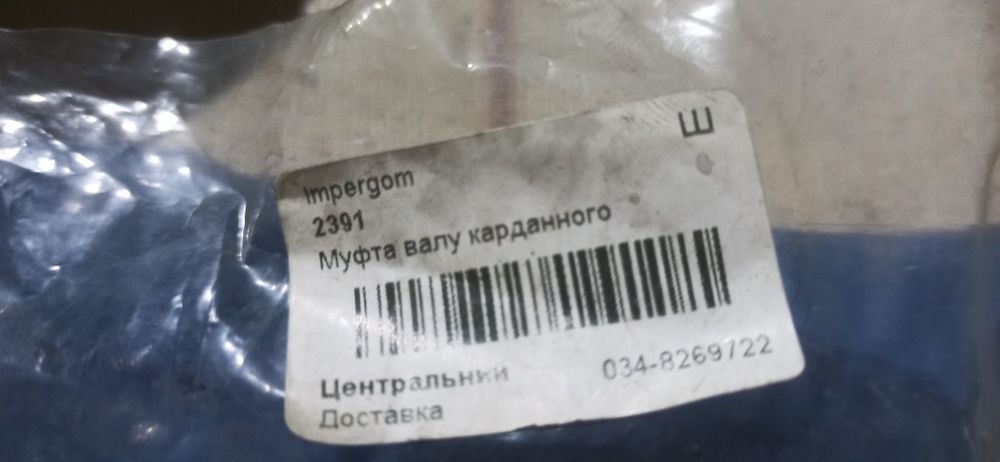 Impergom
2391
Муфта валу карданного
Центральний
034-8269722
Доставка
Ш